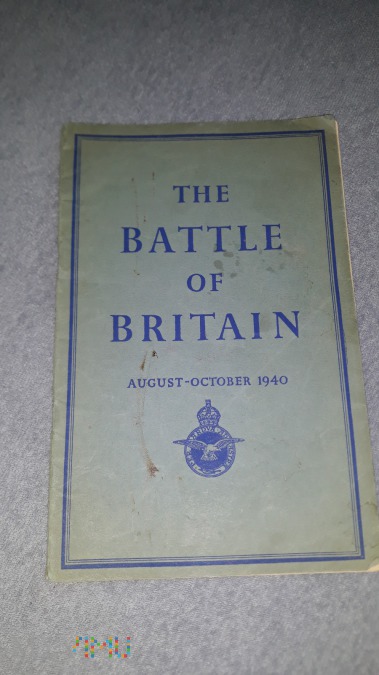 THE
BATTLE
OF
BRITAIN
AUGUST-OCTOBER 1940